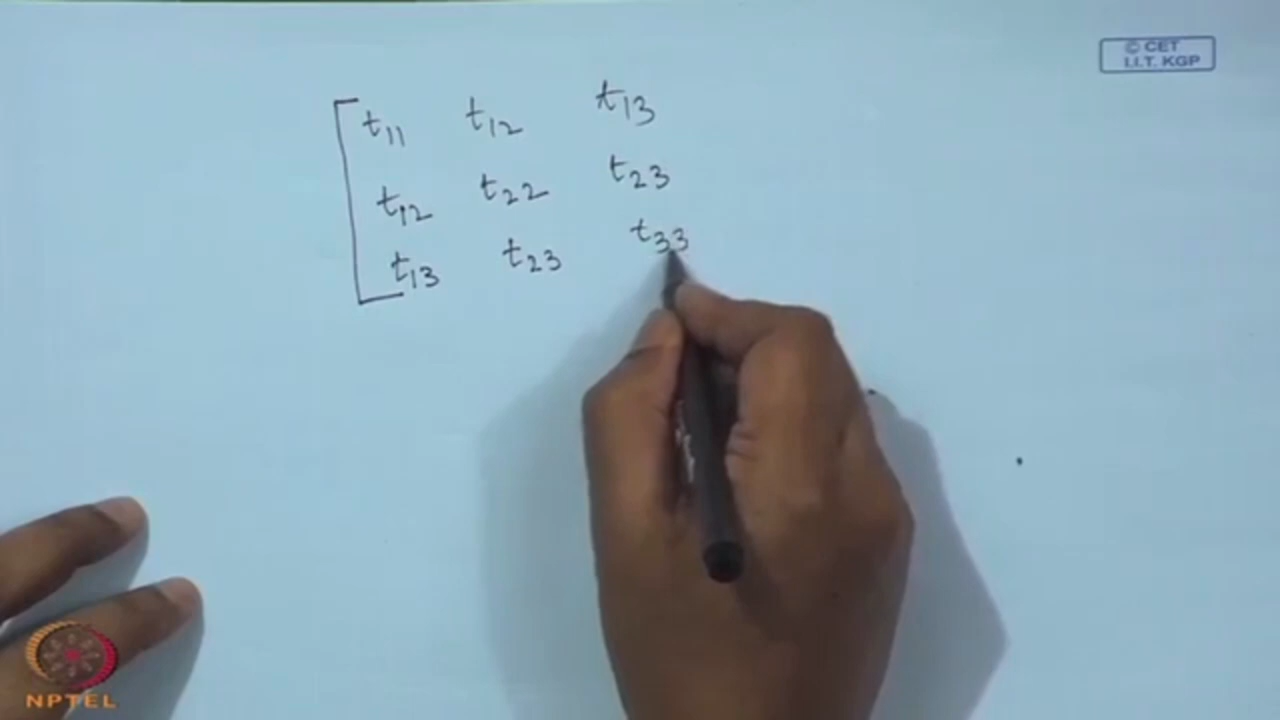 © CET
I.I.T. KGP
t11 t12 t13
t12 t22 t23
t13 t23 t33
NPTEL